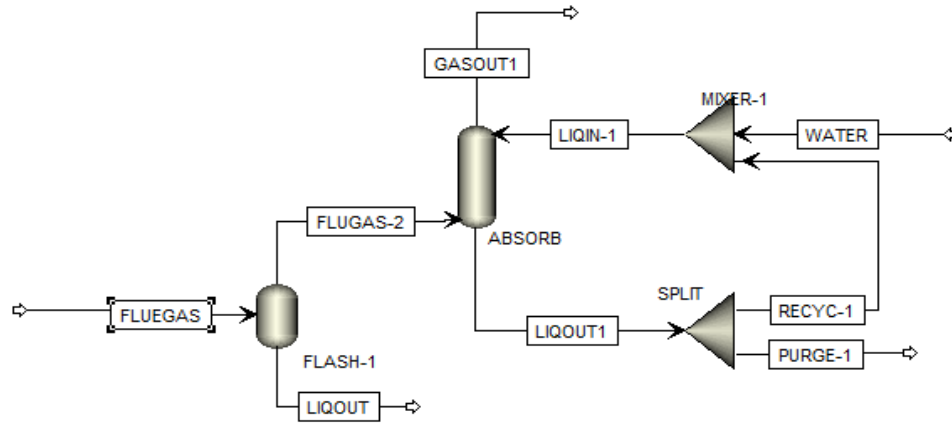 GASOUT1
MIXER-1
LIQIN-1
WATER
FLUGAS-2
ABSORB
FLUEGAS
SPLIT
RECYC-1
LIQOUT1
PURGE-1
FLASH-1
LIQOUT